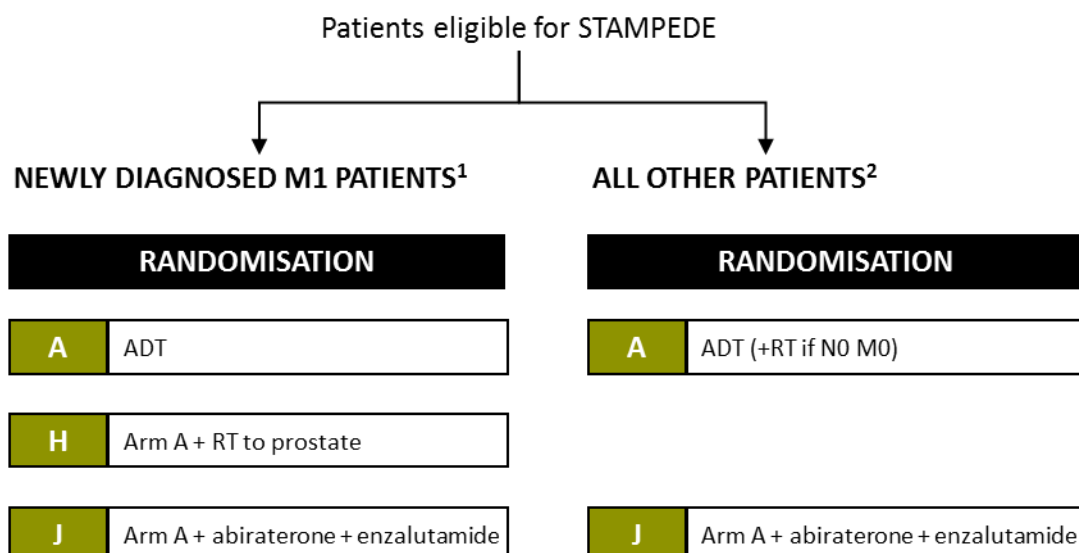 Patients eligible for STAMPEDE
NEWLY DIAGNOSED M1 PATIENTS¹
ALL OTHER PATIENTS²
RANDOMISATION
RANDOMISATION
A ADT
A ADT (+RT if N0 M0)
H Arm A + RT to prostate
J Arm A + abiraterone + enzalutamide
J Arm A + abiraterone + enzalutamide